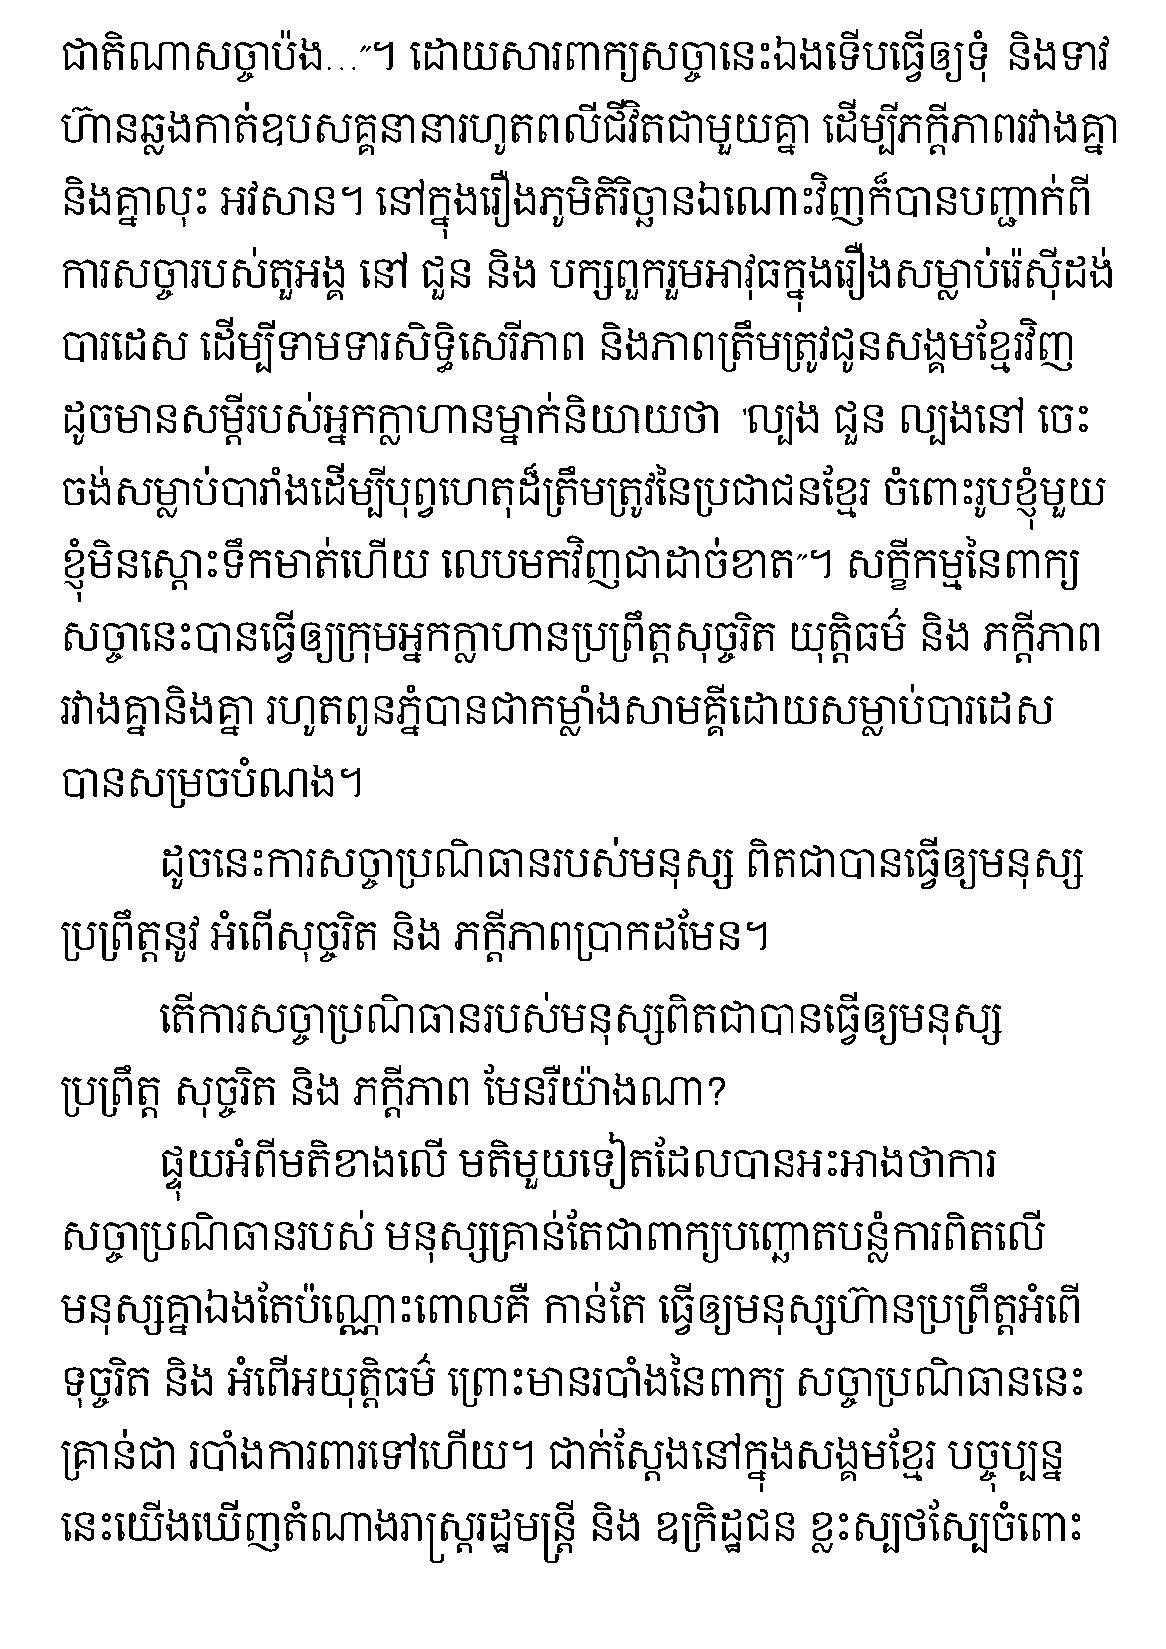 ជាតិណាសច្ចាប៉ង...″។ ដោយសារពាក្យសច្ចានេះឯងទើបធ្វើឲ្យទុំ និងទាវ
ហ៊ានឆ្លងកាត់ឧបសគ្គនានារហូតពលីជីវិតជាមួយគ្នា ដើម្បីភក្ដីភាពរវាងគ្នា
និងគ្នាលុះ អវសាន។ នៅក្នុងរឿងភូមិតិរិច្ឆានឯណោះវិញក៏បានបញ្ជាក់ពី
ការសច្ចារបស់តួអង្គ នៅ ជួន និង បក្សពួករួមអាវុធក្នុងរឿងសម្លាប់រ៉េស៊ីដង់
បារដេស ដើម្បីទាមទារសិទ្ធិសេរីភាព និងភាពត្រឹមត្រូវជូនសង្គមខ្មែរវិញ
ដូចមានសម្ដីរបស់អ្នកក្លាហានម្នាក់និយាយថា "ល្បង ជួន ល្បងនៅ ចេះ
ចង់សម្លាប់បារាំងដើម្បីបុព្វហេតុដ៏ត្រឹមត្រូវនៃប្រជាជនខ្មែរ ចំពោះរូបខ្ញុំមួយ
ខ្ញុំមិនស្ដោះទឹកមាត់ហើយ លេបមកវិញជាដាច់ខាត″។ សក្ខីកម្មនៃពាក្យ
សច្ចានេះបានធ្វើឲ្យក្រុមអ្នកក្លាហានប្រព្រឹត្តសុច្ចរិត យុត្តិធម៌ និង ភក្ដីភាព
រវាងគ្នានិងគ្នា រហូតពូនភ្នំបានជាកម្លាំងសាមគ្គីដោយសម្លាប់បារដេស
បានសម្រេចបំណង។
ដូចនេះការសច្ចាប្រណិធានរបស់មនុស្ស ពិតជាបានធ្វើឲ្យមនុស្ស
ប្រព្រឹត្តនូវ អំពើសុច្ចរិត និង ភក្ដីភាពប្រាកដមែន។
តើការសច្ចាប្រណិធានរបស់មនុស្សពិតជាបានធ្វើឲ្យមនុស្ស
ប្រព្រឹត្ត សុច្ចរិត និង ភក្ដីភាព មែនរឺយ៉ាងណា?
ផ្ទុយអំពីមតិខាងលើ មតិមួយទៀតដែលបានអះអាងថាការ
សច្ចាប្រណិធានរបស់ មនុស្សគ្រាន់តែជាពាក្យបញ្ឆោតបន្លំការពិតលើ
មនុស្សគ្នាឯងតែប៉ណ្ណោះពោលគឺ កាន់តែ ធ្វើឲ្យមនុស្សហ៊ានប្រព្រឹត្តអំពើ
ទុច្ចរិត និង អំពើអយុត្តិធម៌ ព្រោះមានរបាំងនៃពាក្យ សច្ចាប្រណិធាននេះ
គ្រាន់ជា របាំងការពារទៅហើយ។ ជាក់ស្ដែងនៅក្នុងសង្គមខ្មែរ បច្ចុប្បន្ន
នេះយើងឃើញតំណាងរាស្ត្ររដ្ឋមន្ត្រី និង ឧក្រិដ្ឋជន ខ្លះស្បថស្បែចំពោះ